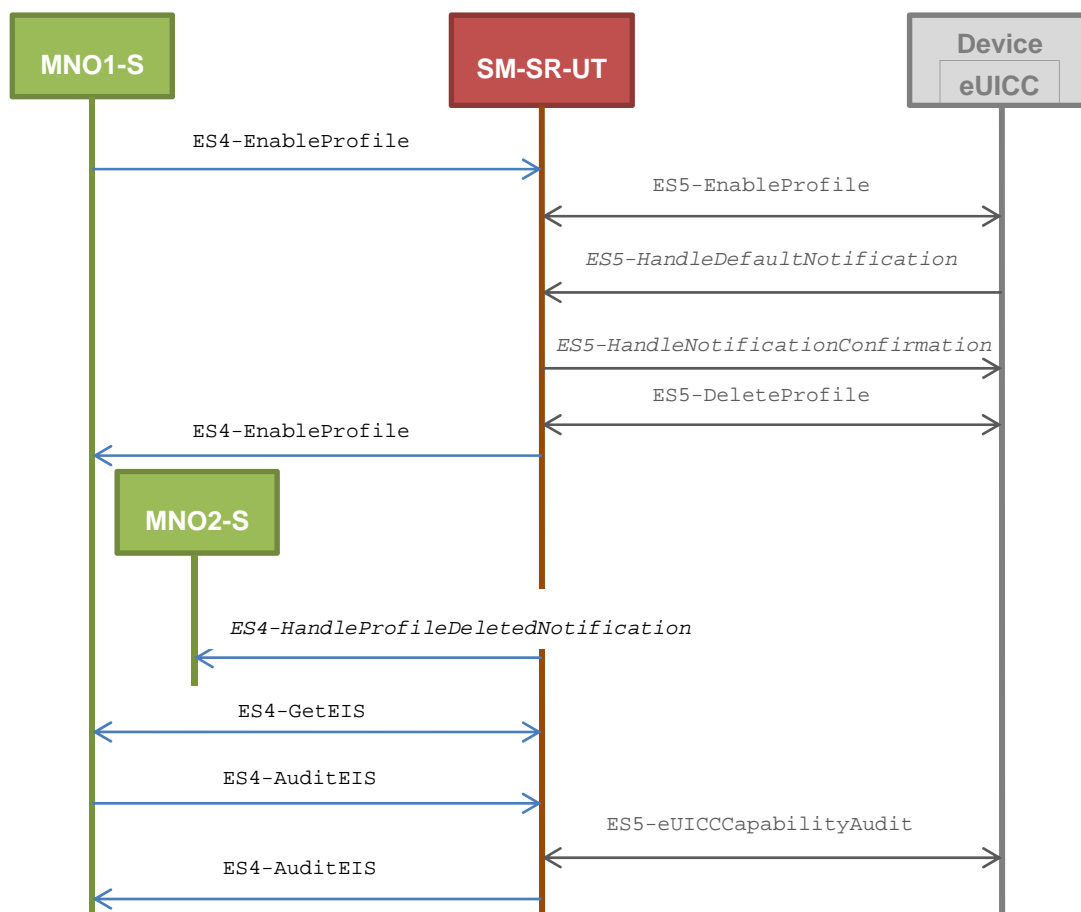 MNO1-S
SM-SR-UT
Device
eUICC
ES4-EnableProfile
ES5-EnableProfile
ES5-HandleDefaultNotification
ES5-HandleNotificationConfirmation
ES5-DeleteProfile
ES4-EnableProfile
MNO2-S
ES4-HandleProfileDeletedNotification
ES4-GetEIS
ES4-AuditEIS
ES5-eUICCCapabilityAudit
ES4-AuditEIS